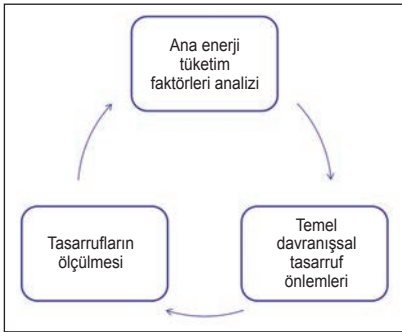 Ana enerji
tüketim
faktörleri analizi
Tasarrufların
ölçülmesi
Temel
davranışsal
tasarruf
önlemleri